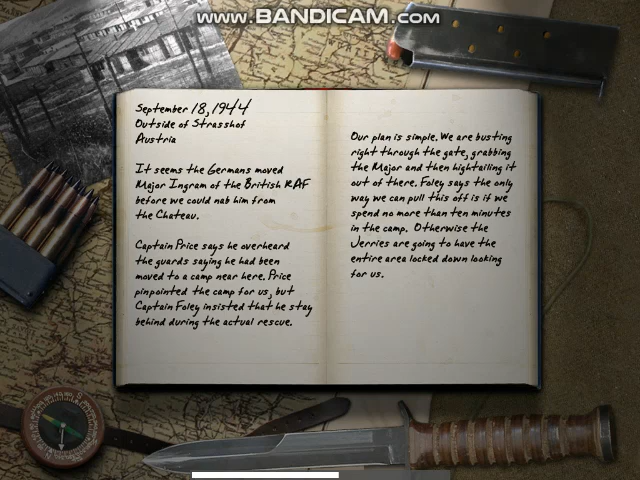 www.BANDICAM.com
September 18, 1944
Outside of Strasshof
Austria
It seems the Germans moved
Major Ingram of the British RAF
before we could nab him from
the Chateau.
Captain Price says he overheard
the guards saying he had been
moved to a camp near here. Price
pinpointed the camp for us, but
Captain Foley insisted that he stay
behind during the actual rescue.
Our plan is simple. We are busting
right through the gate, grabbing
the Major and then hightailing it
out of there. Foley says the only
way we can pull this off is if we
spend no more than ten minutes
in the camp. Otherwise the
Jerries are going to have the
entire area locked down looking
for us.